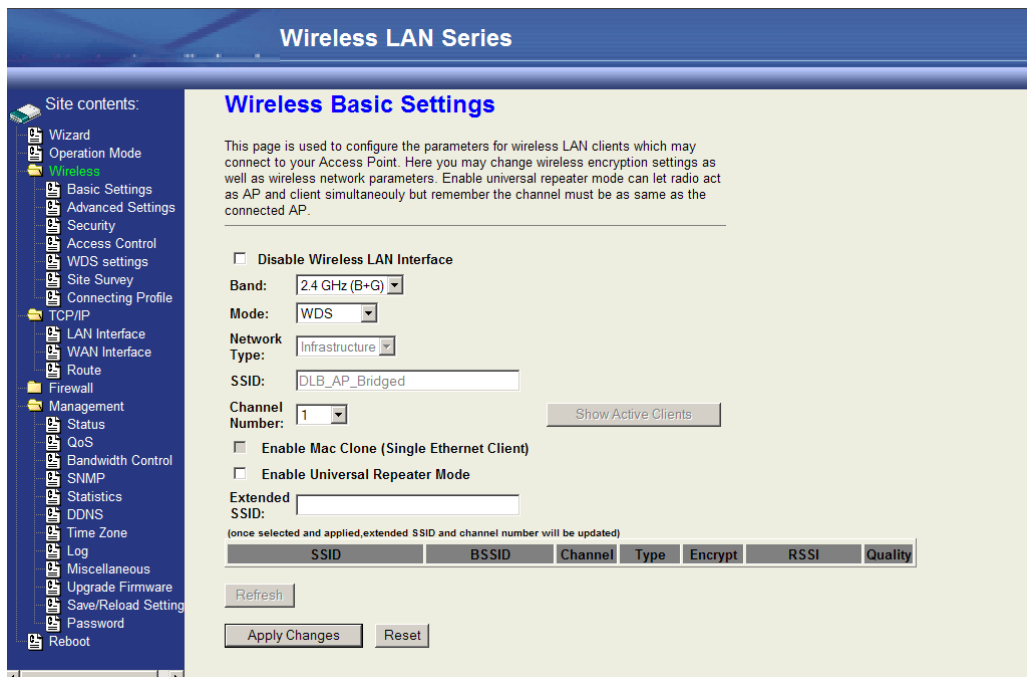 Wireless LAN Series
Site contents:
Wizard
Operation Mode
Wireless
Basic Settings
Advanced Settings
Security
Access Control
WDS settings
Site Survey
Connecting Profile
TCP/IP
LAN Interface
WAN Interface
Route
Firewall
Management
Status
QoS
Bandwidth Control
SNMP
Statistics
DDNS
Time Zone
Log
Miscellaneous
Upgrade Firmware
Save/Reload Setting
Password
Reboot
Wireless Basic Settings
This page is used to configure the parameters for wireless LAN clients which may
connect to your Access Point. Here you may change wireless encryption settings as
well as wireless network parameters. Enable universal repeater mode can let radio act
as AP and client simultaneouly but remember the channel must be as same as the
connected AP.
Disable Wireless LAN Interface
Band: 2.4 GHz (B+G)
Mode: WDS
Network
Type: Infrastructure
SSID: DLB_AP_Bridged
Channel
Number: 1 Show Active Clients
Enable Mac Clone (Single Ethernet Client)
Enable Universal Repeater Mode
Extended
SSID:
(once selected and applied,extended SSID and channel number will be updated)
SSID BSSID Channel Type Encrypt RSSI Quality
Refresh
Apply Changes Reset